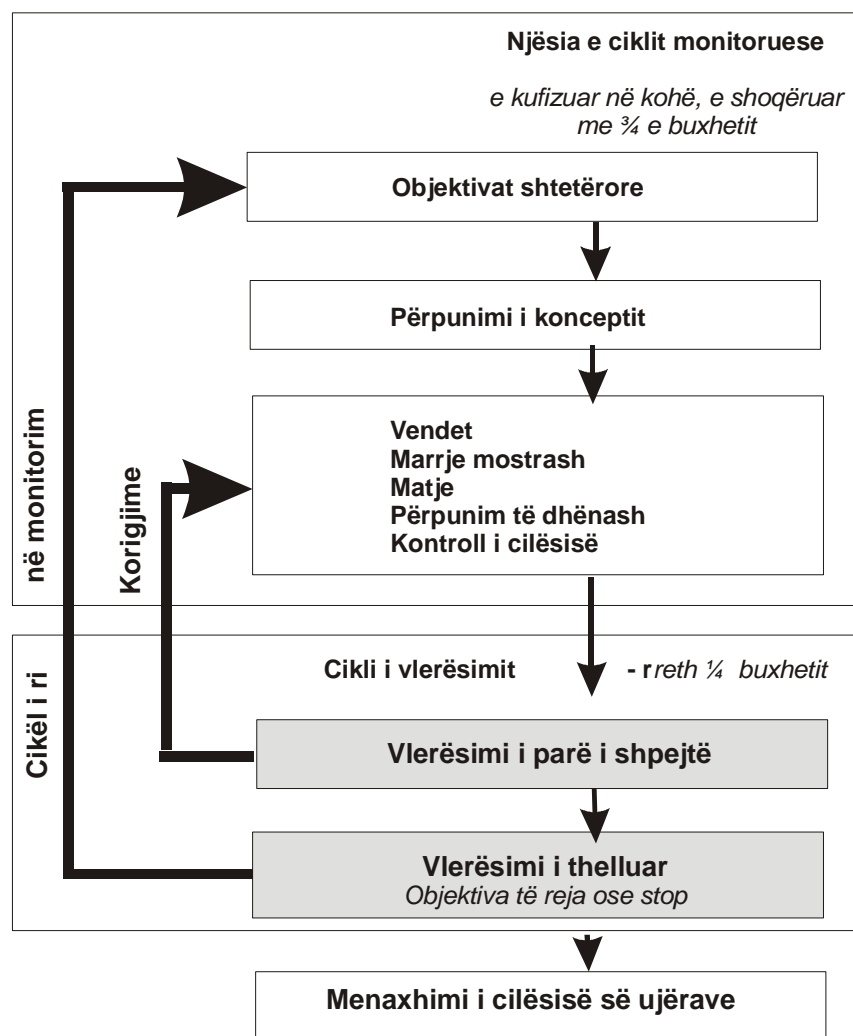 Njësia e ciklit monitoruese
e kufizuar në kohë, e shoqëruar
me ¾ e buxhetit
Objektivat shtetërore
Përpunimi i konceptit
Vendet
Marrje mostrash
Matje
Përpunim të dhënash
Kontroll i cilësisë
në monitorim
Korigjime
Cikël i ri
Cikli i vlerësimit - rreth ¼ buxhetit
Vlerësimi i parë i shpejtë
Vlerësimi i thelluar
Objektiva të reja ose stop
Menaxhimi i cilësisë së ujërave